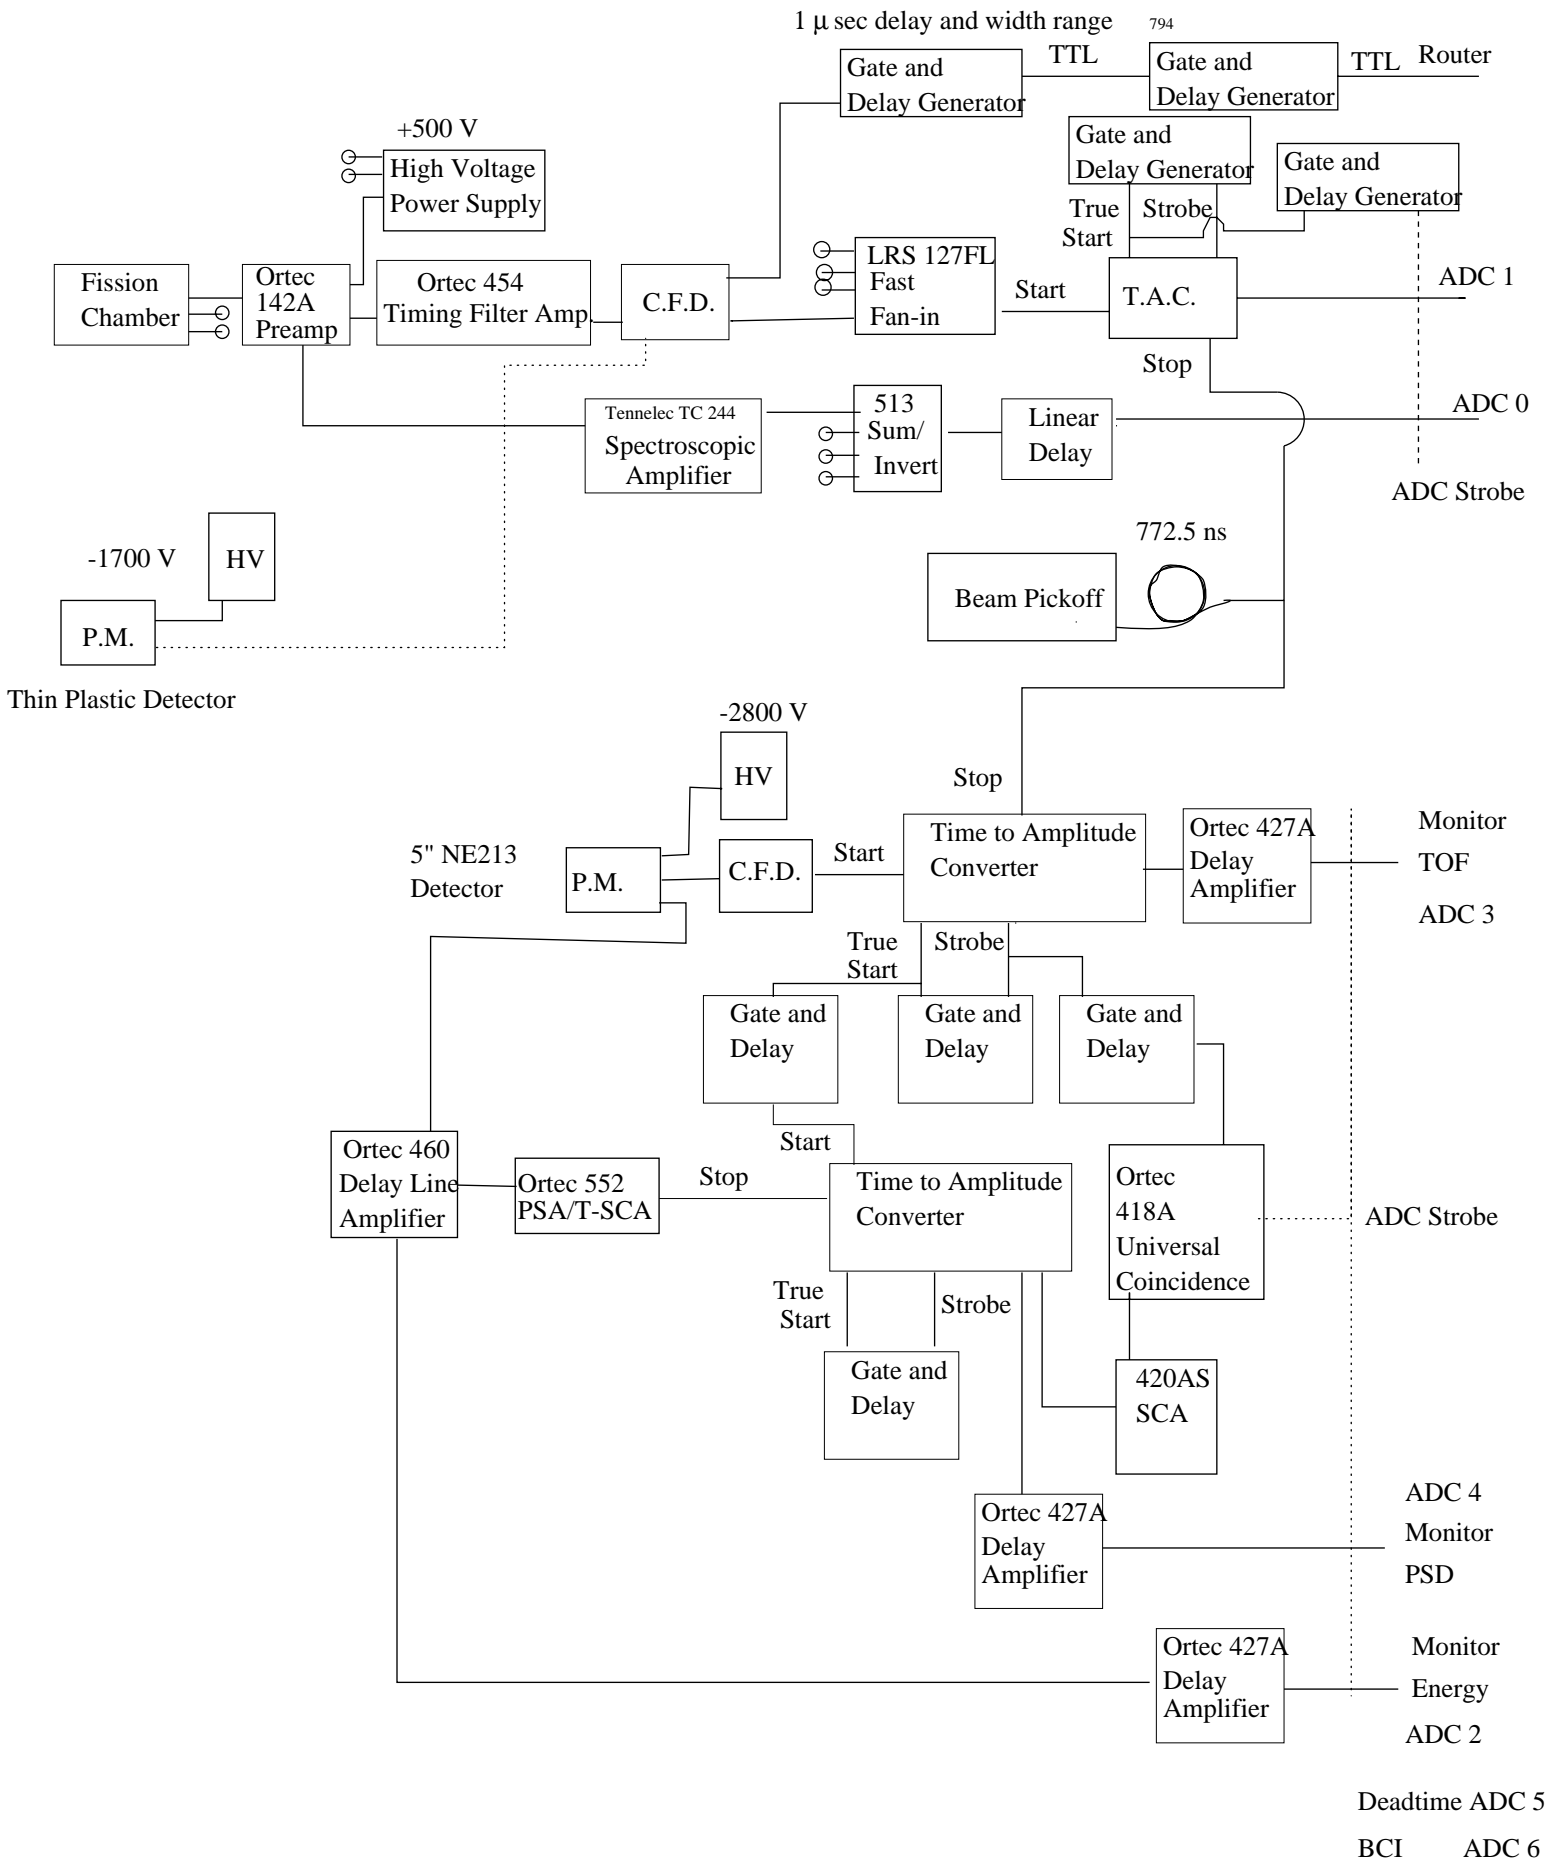 1 μ sec delay and width range
794
Gate and
Delay Generator
TTL
Gate and
Delay Generator
TTL
Router
+500 V
High Voltage
Power Supply
Gate and
Delay Generator
Gate and
Delay Generator
True
Start
Strobe
Fission
Chamber
Ortec
142A
Preamp
Ortec 454
Timing Filter Amp.
C.F.D.
LRS 127FL
Fast
Fan-in
Start
T.A.C.
ADC 1
Stop
Tennelec TC 244
Spectroscopic
Amplifier
513
Sum/
Invert
Linear
Delay
ADC 0
ADC Strobe
-1700 V
HV
P.M.
Thin Plastic Detector
772.5 ns
Beam Pickoff
-2800 V
HV
Stop
5" NE213
Detector
P.M.
C.F.D.
Start
Time to Amplitude
Converter
Ortec 427A
Delay
Amplifier
Monitor
TOF
ADC 3
True
Start
Strobe
Gate and
Delay
Gate and
Delay
Gate and
Delay
Start
Ortec 460
Delay Line
Amplifier
Ortec 552
PSA/T-SCA
Stop
Time to Amplitude
Converter
Ortec
418A
Universal
Coincidence
ADC Strobe
True
Start
Strobe
Gate and
Delay
420AS
SCA
Ortec 427A
Delay
Amplifier
ADC 4
Monitor
PSD
Ortec 427A
Delay
Amplifier
Monitor
Energy
ADC 2
Deadtime ADC 5
BCI ADC 6